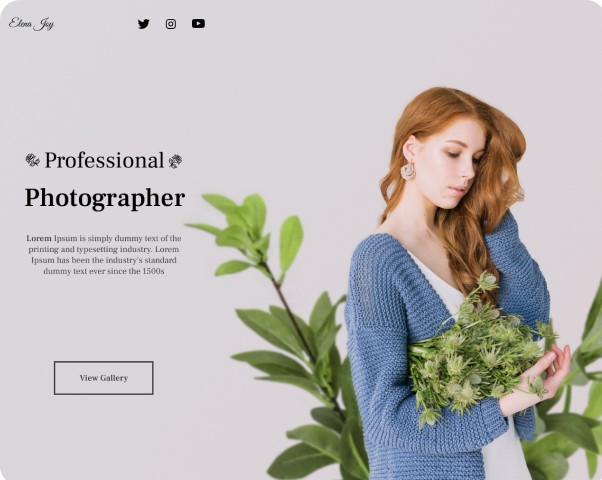 Elena Joy
Professional
Photographer
Lorem Ipsum is simply dummy text of the
printing and typesetting industry. Lorem
Ipsum has been the industry's standard
dummy text ever since the 1500s
View Gallery